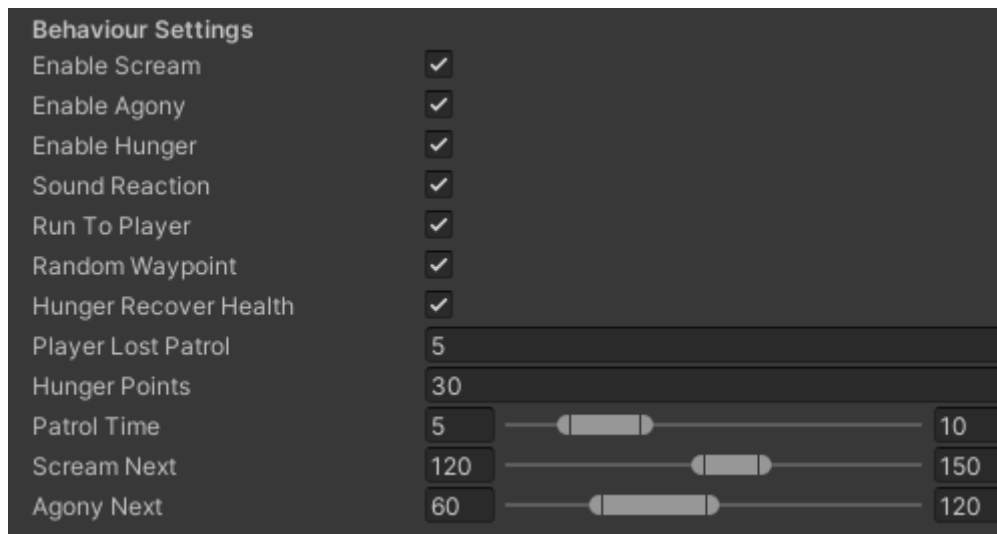 Behaviour Settings
Enable Scream
Enable Agony
Enable Hunger
Sound Reaction
Run To Player
Random Waypoint
Hunger Recover Health
Player Lost Patrol 5
Hunger Points 30
Patrol Time 5 10
Scream Next 120 150
Agony Next 60 120